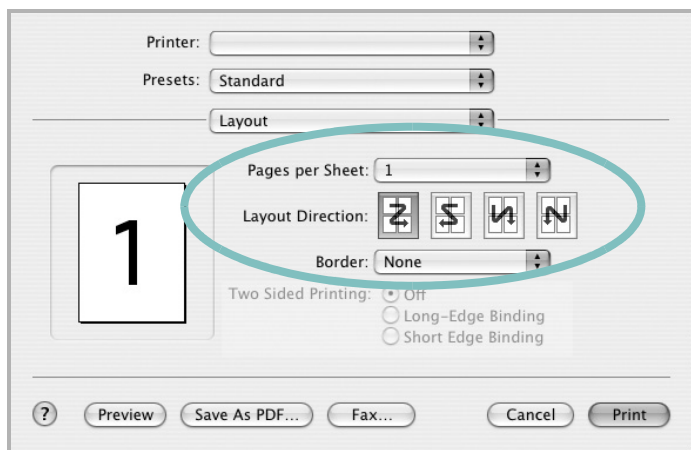 Printer:
Presets: Standard
Layout
Pages per Sheet: 1
1
Layout Direction:
Border: None
Two Sided Printing: Off
Long-Edge Binding
Short Edge Binding
? Preview Save As PDF... Fax... Cancel Print